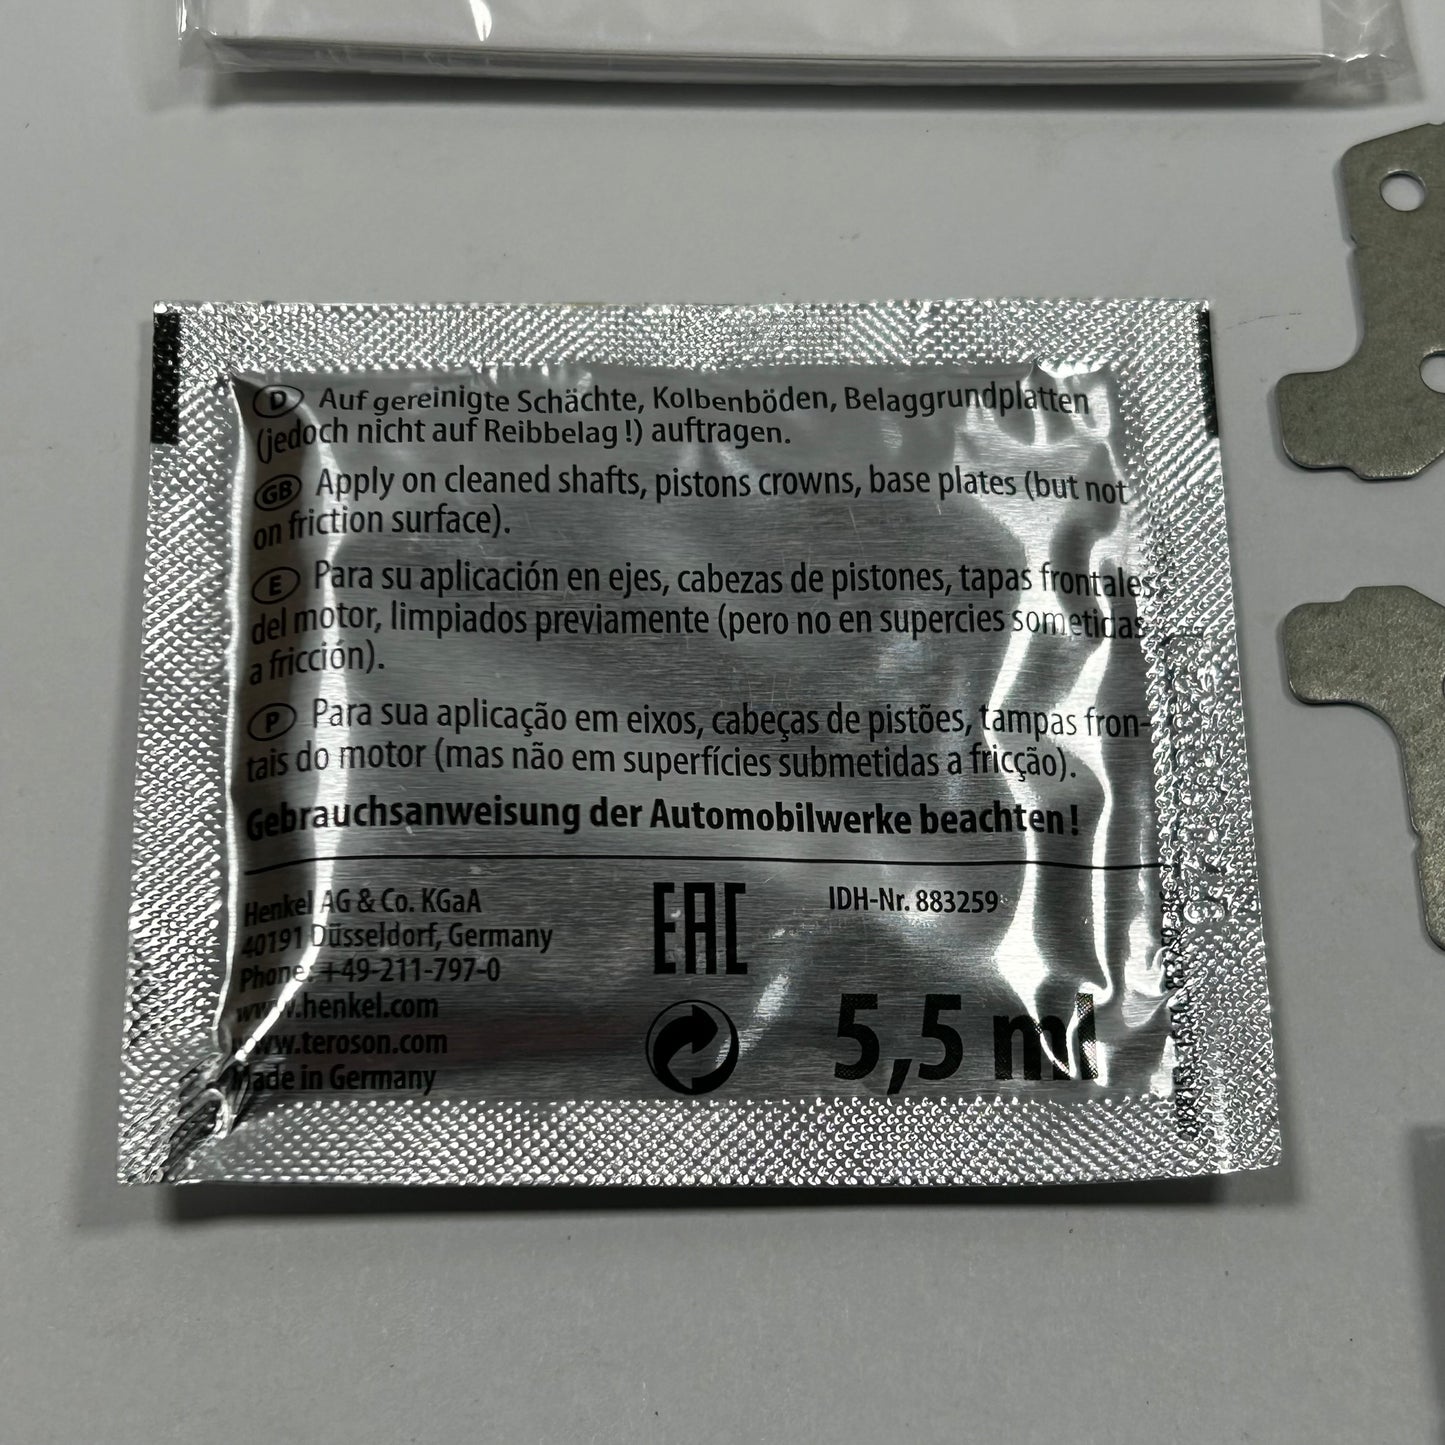 D Auf gereinigte Schächte, Kolbenböden, Belaggrundplatten
(jedoch nicht auf Reibbelag !) auftragen.
GB Apply on cleaned shafts, pistons crowns, base plates (but not
on friction surface).
E Para su aplicación en ejes, cabezas de pistones, tapas frontales
del motor, limpiados previamente (pero no en supercies sometidas
a fricción).
P Para sua aplicação em eixos, cabeças de pistões, tampas fron-
tais do motor (mas não em superfícies submetidas a fricção).
Gebrauchsanweisung der Automobilwerke beachten!
Henkel AG & Co. KGaA
40191 Düsseldorf, Germany
Phone: +49-211-797-0
www.henkel.com
www.teroson.com
Made in Germany
EAC
IDH-Nr. 883259
5,5 ml